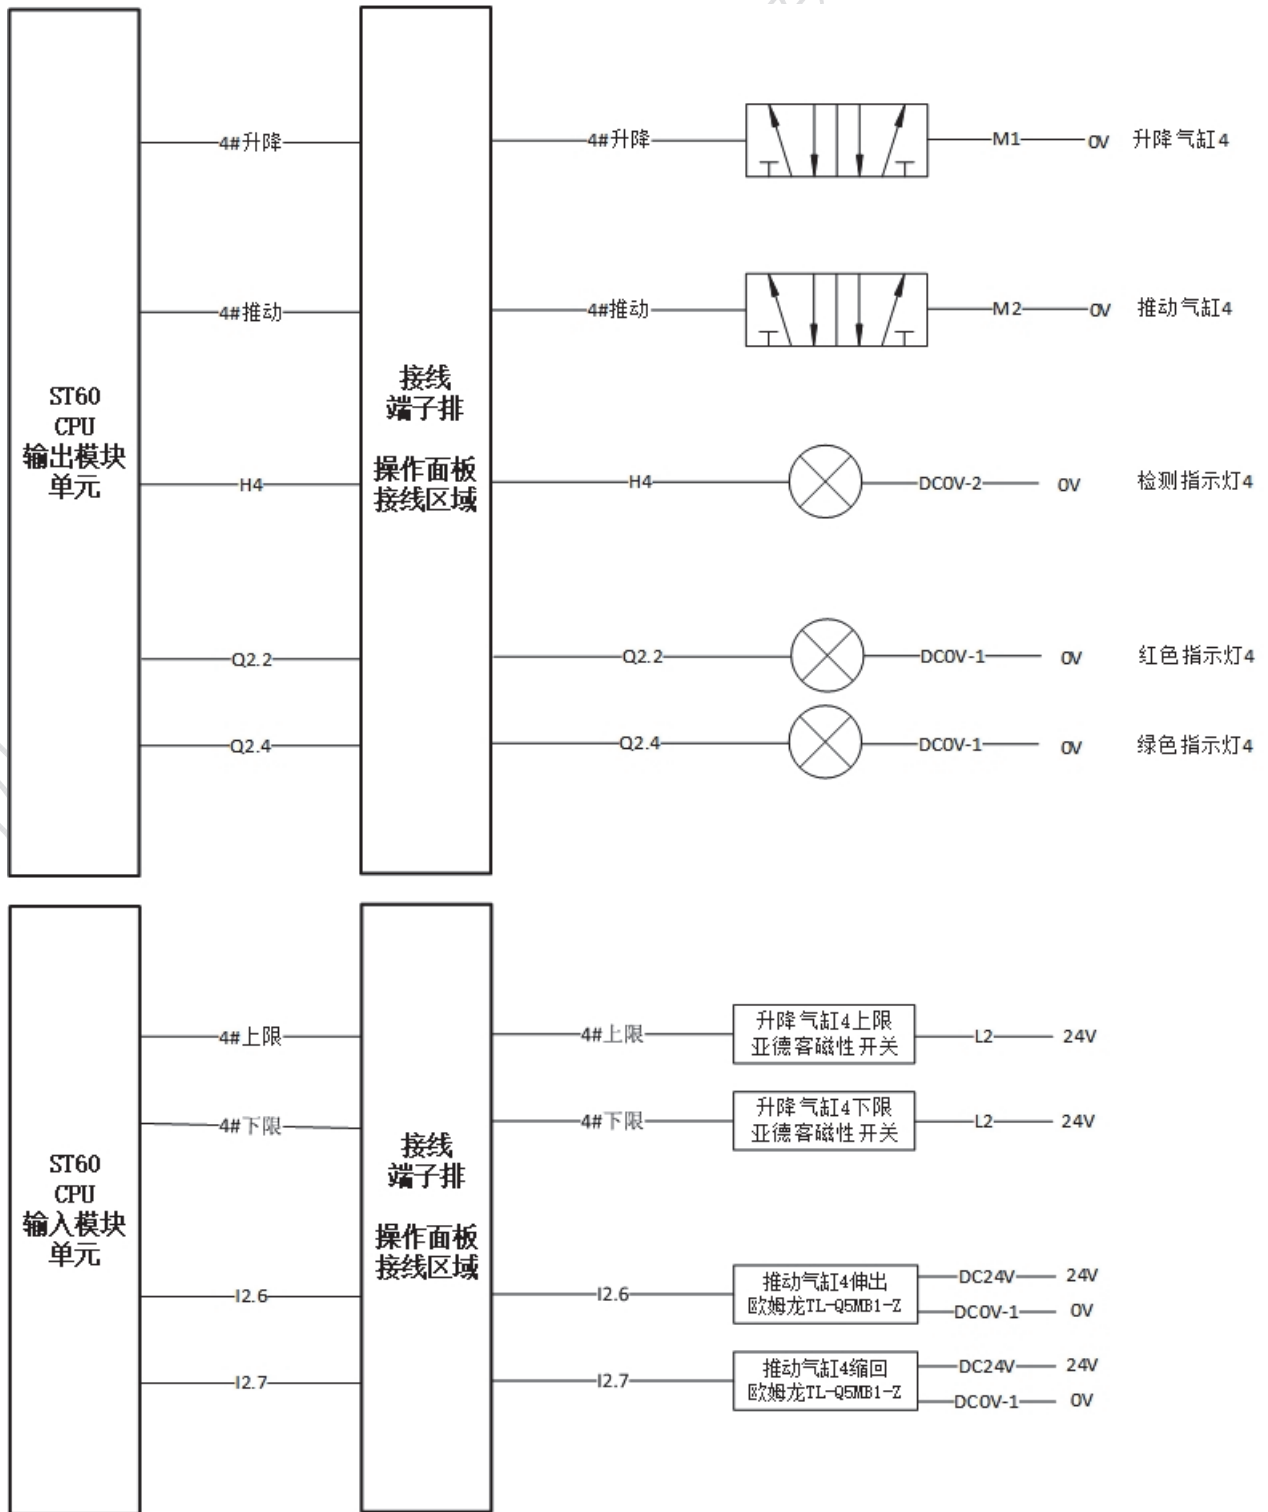 4#升降
4#升降
M1
0V
升降气缸4
4#推动
4#推动
M2
0V
推动气缸4
ST60
CPU
输出模块
单元
接线
端子排
操作面板
接线区域
H4
H4
DC0V-2
0V
检测指示灯4
Q2.2
Q2.2
DC0V-1
0V
红色指示灯4
Q2.4
Q2.4
DC0V-1
0V
绿色指示灯4
4#上限
4#上限
升降气缸4上限
亚德客磁性开关
L2
24V
4#下限
4#下限
升降气缸4下限
亚德客磁性开关
L2
24V
ST60
CPU
输入模块
单元
接线
端子排
操作面板
接线区域
I2.6
I2.6
推动气缸4伸出
欧姆龙TL-Q5MB1-Z
DC24V
24V
DC0V-1
0V
I2.7
I2.7
推动气缸4缩回
欧姆龙TL-Q5MB1-Z
DC24V
24V
DC0V-1
0V